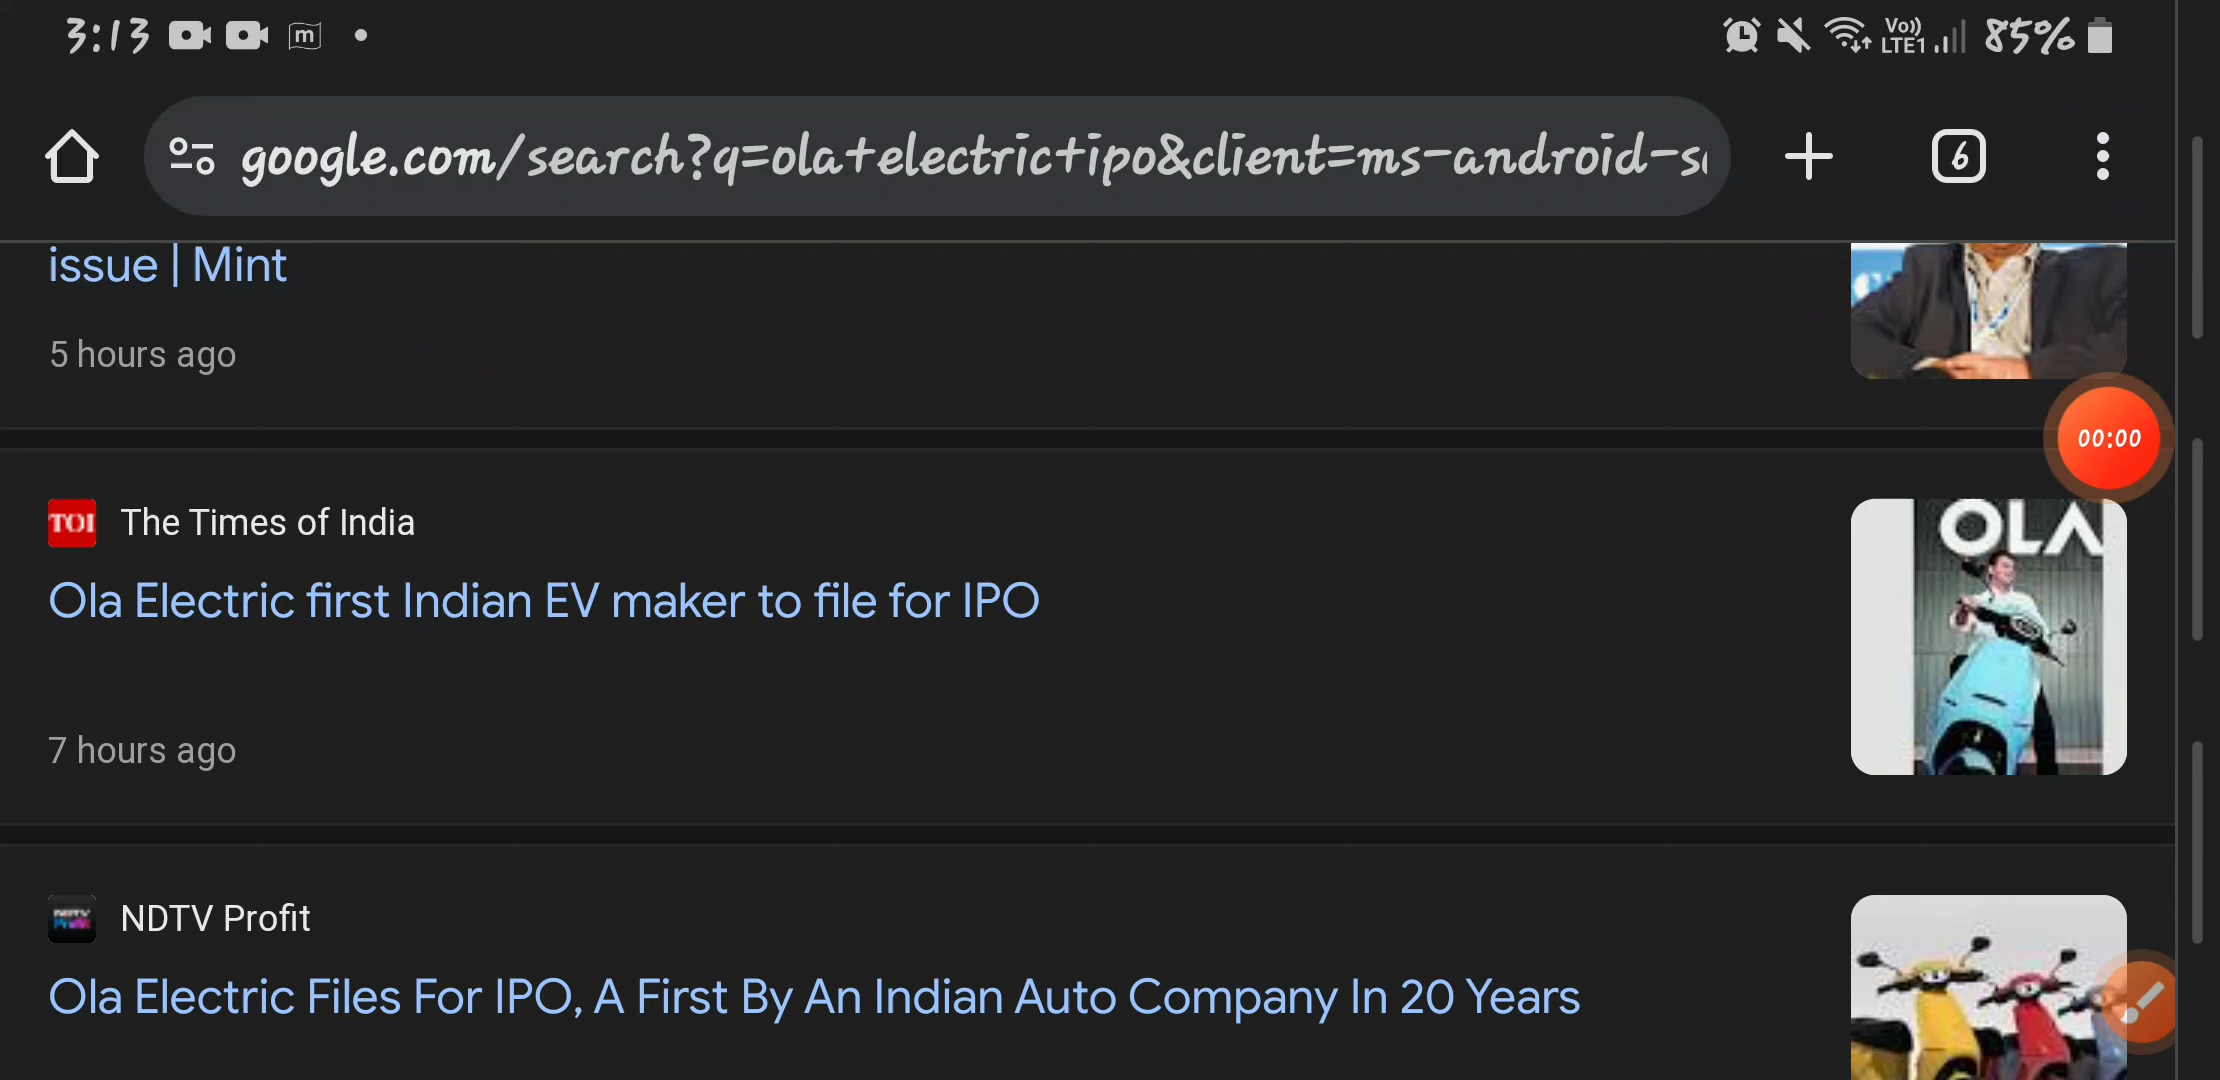 3:13 m 85%
Vo))
LTE1
google.com/search?q=ola+electric+ipo&client=ms-android-s
6
issue | Mint
5 hours ago
00:00
TOI The Times of India
OLA
Ola Electric first Indian EV maker to file for IPO
7 hours ago
NDTV Profit NDTV Profit
Ola Electric Files For IPO, A First By An Indian Auto Company In 20 Years